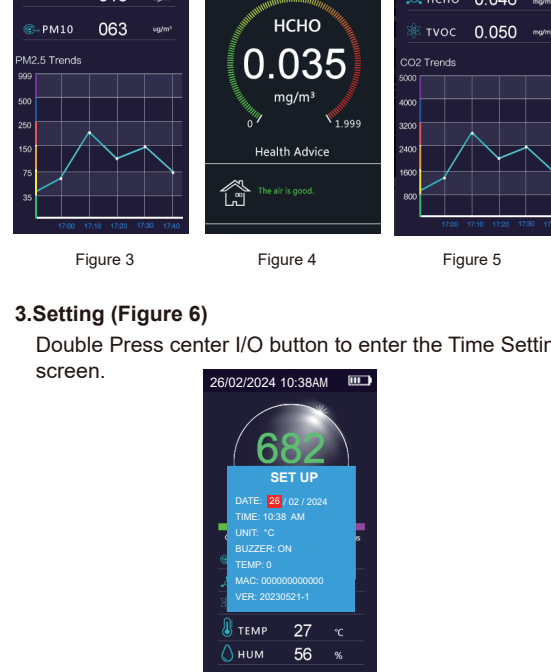 PM10 063 ug/m³
PM2.5 Trends
999
500
250
150
75
35
17:00 17:10 17:20 17:30 17:40
HCHO
0.035
mg/m³
0 1.999
Health Advice
The air is good.
HCHO 0.040
TVOC 0.050
CO2 Trends
5000
4000
3200
2400
1600
800
17:00 17:10 17:20 17:30
Figure 3
Figure 4
Figure 5
3.Setting (Figure 6)
Double Press center I/O button to enter the Time Settin
screen.
26/02/2024 10:38AM
682
SET UP
DATE: 26 / 02 / 2024
TIME: 10:38 AM
UNIT: °C
BUZZER: ON
TEMP: 0
MAC: 000000000000
VER: 20230521-1
TEMP 27 °C
HUM 56 %